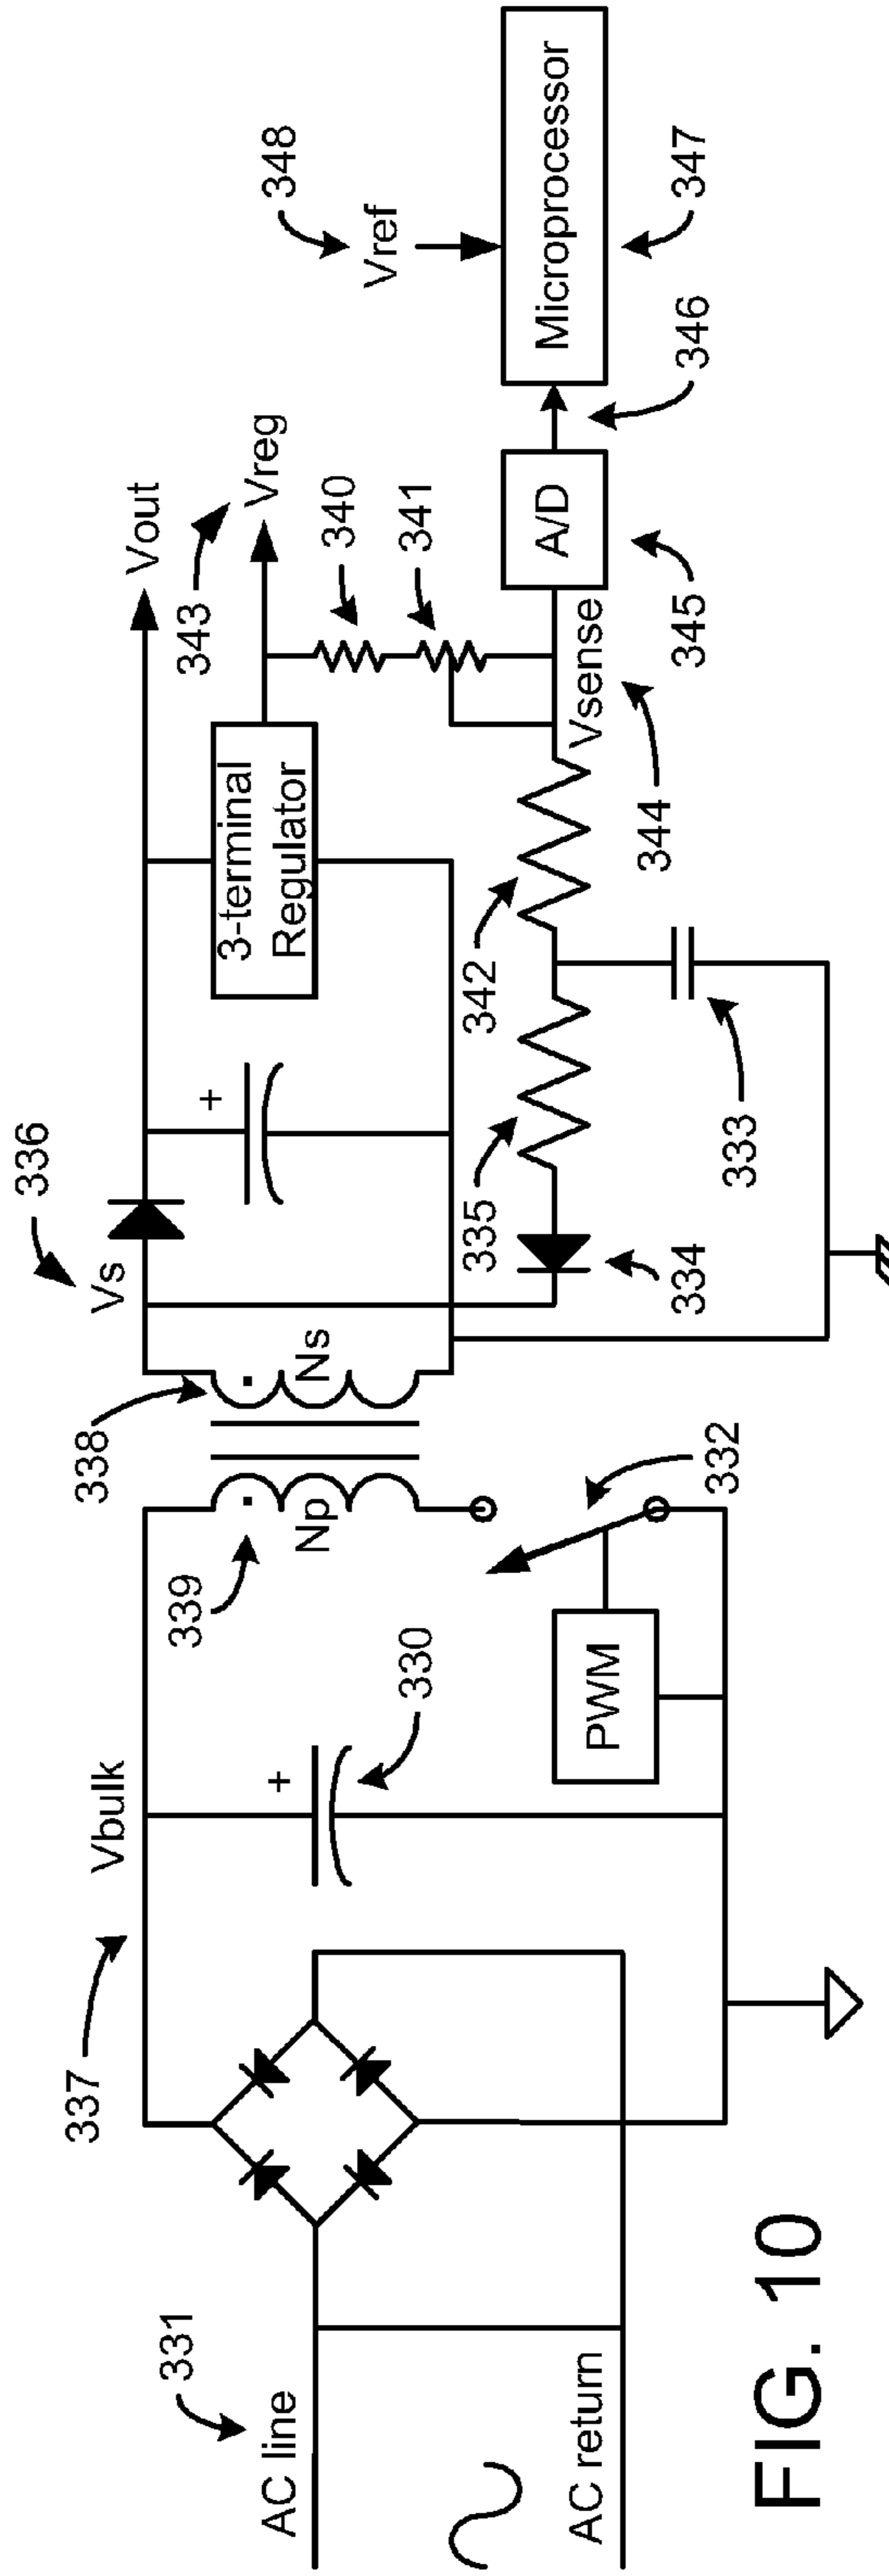 331
AC line
AC return
337
Vbulk
+
330
PWM
332
339
Np
338
Ns
336
Vs
+
3-terminal
Regulator
Vout
343
Vreg
340
341
334
335
342
333
Vsense
344
A/D
345
346
348
Vref
Microprocessor
347
FIG. 10